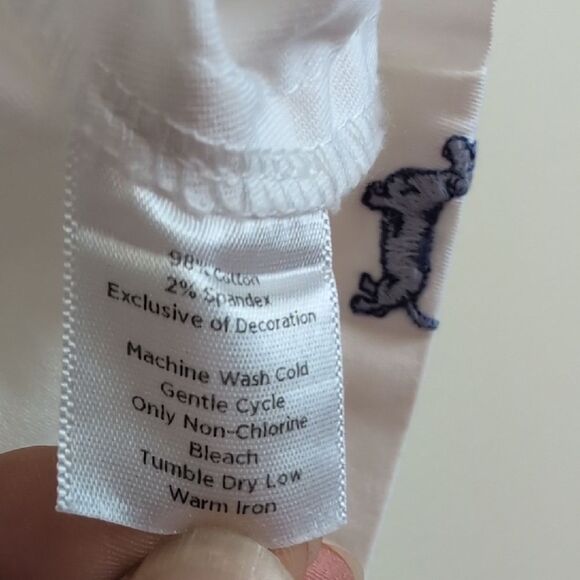 98% Cotton
2% Spandex
Exclusive of Decoration
Machine Wash Cold
Gentle Cycle
Only Non-Chlorine
Bleach
Tumble Dry Low
Warm Iron